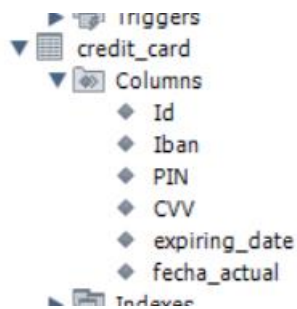 Triggers
credit_card
Columns
Id
Iban
PIN
CVV
expiring_date
fecha_actual
Indexes